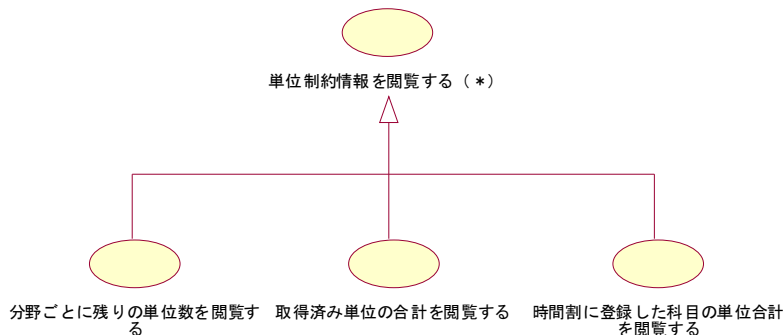 単位制約情報を閲覧する（*）
分野ごとに残りの単位数を閲覧す
る
取得済み単位の合計を閲覧する
時間割に登録した科目の単位合計
を閲覧する